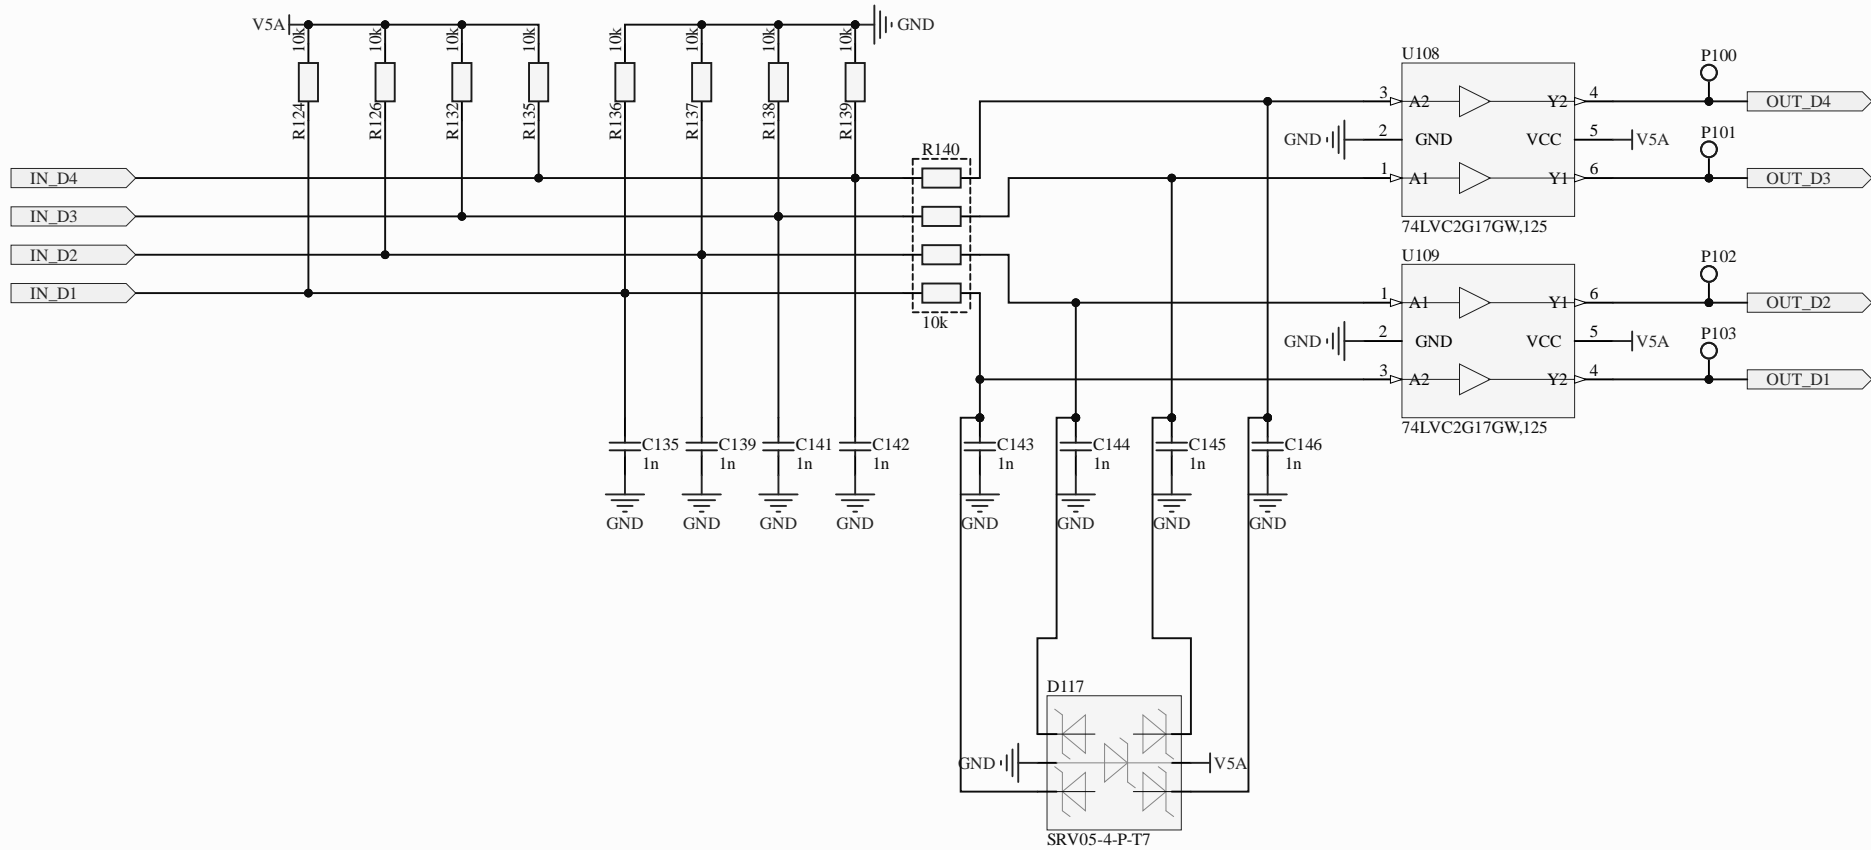 V5A
10k
10k
10k
10k
10k
10k
10k
10k
GND
R124
R126
R132
R135
R136
R137
R138
R139
IN_D4
IN_D3
IN_D2
IN_D1
R140
10k
U108
3
A2
Y2
4
GND
2
GND
VCC
5
V5A
1
A1
Y1
6
74LVC2G17GW,125
P100
OUT_D4
P101
OUT_D3
U109
1
A1
Y1
6
GND
2
GND
VCC
5
V5A
3
A2
Y2
4
74LVC2G17GW,125
P102
OUT_D2
P103
OUT_D1
C135
1n
GND
C139
1n
GND
C141
1n
GND
C142
1n
GND
C143
1n
GND
C144
1n
GND
C145
1n
GND
C146
1n
GND
D117
GND
V5A
SRV05-4-P-T7